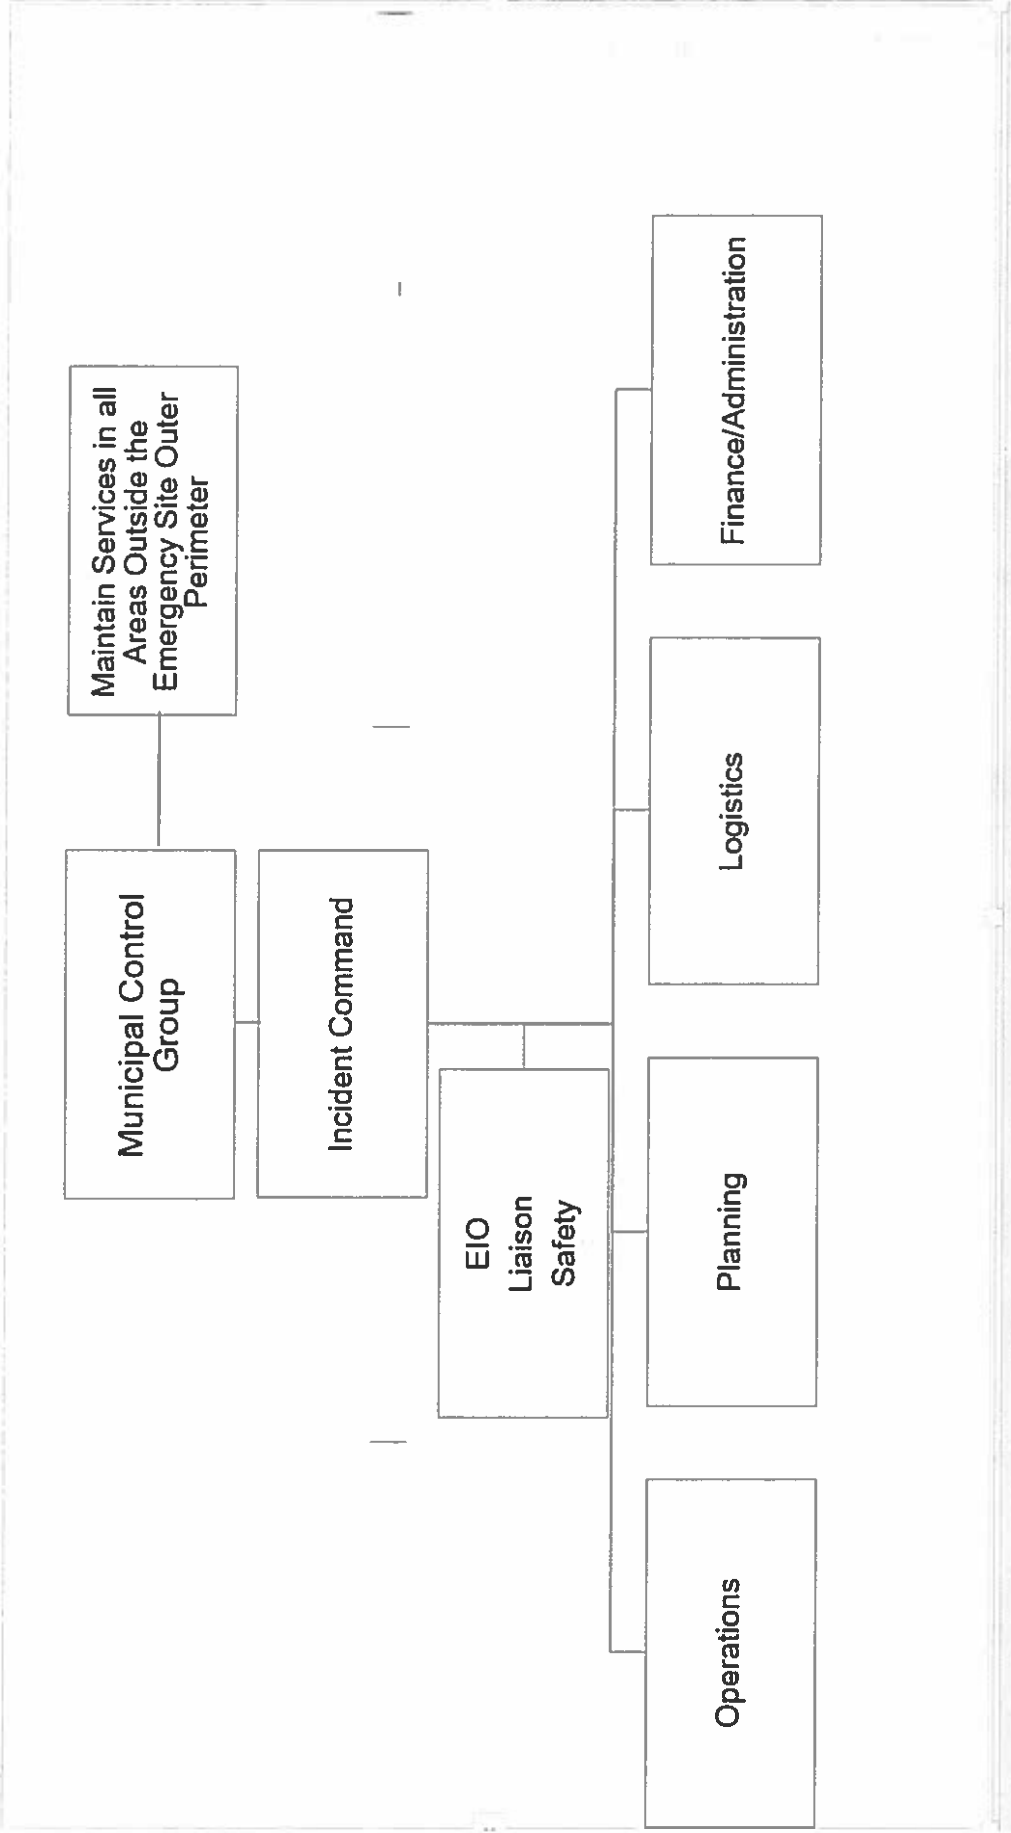 Municipal Control
Group
Maintain Services in all
Areas Outside the
Emergency Site Outer
Perimeter
Incident Command
EIO
Liaison
Safety
Operations
Planning
Logistics
Finance/Administration